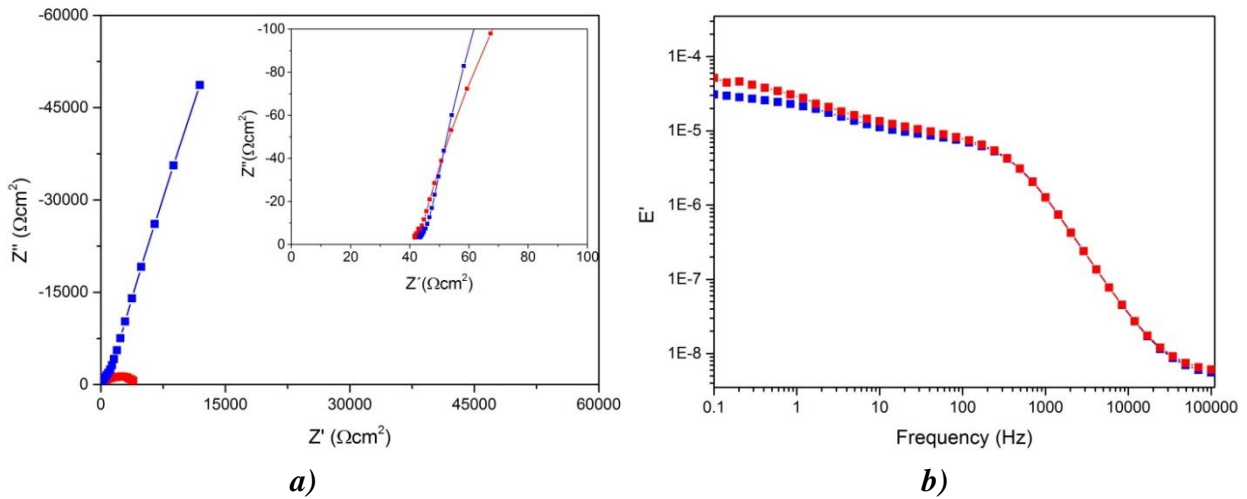 -60000
-45000
-30000
-15000
0
Z'' (Ωcm²)
0
15000
30000
45000
60000
Z' (Ωcm²)
-100
-80
-60
-40
-20
0
Z''(Ωcm²)
0
20
40
60
80
100
Z´(Ωcm²)
a)
1E-4
1E-5
1E-6
1E-7
1E-8
E'
0.1
1
10
100
1000
10000
100000
Frequency (Hz)
b)